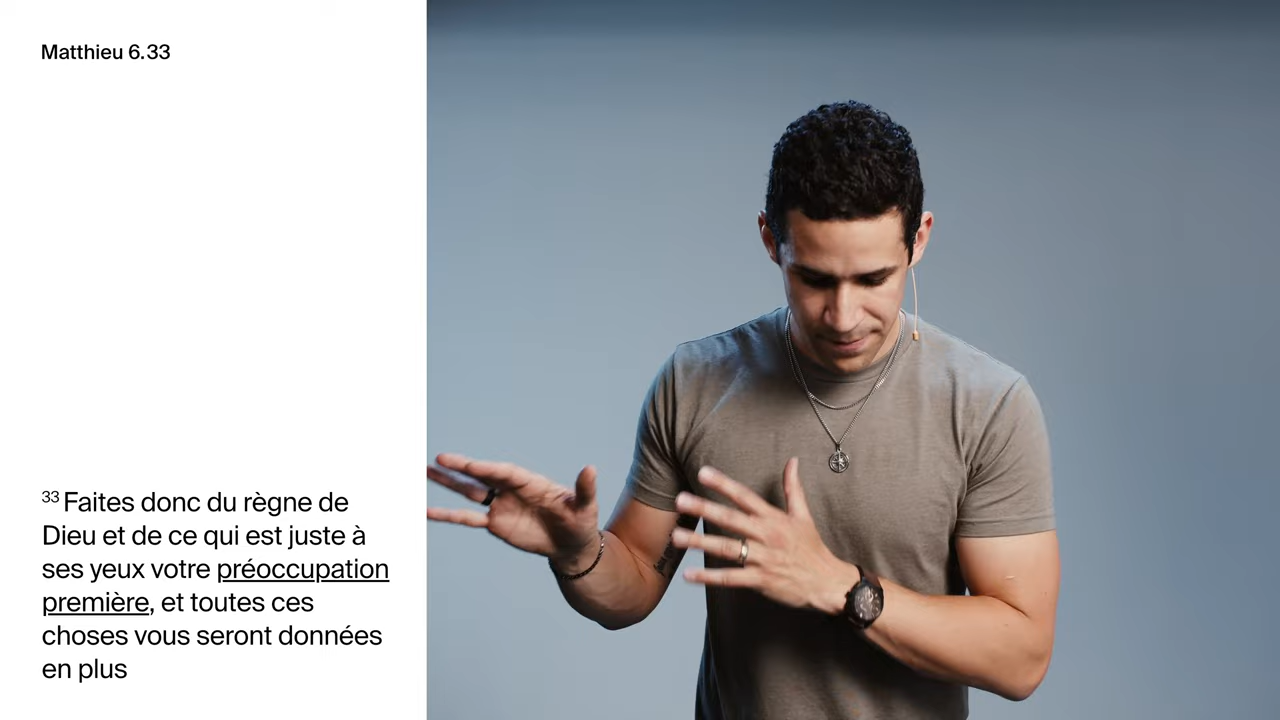 Matthieu 6.33
33 Faites donc du règne de
Dieu et de ce qui est juste à
ses yeux votre préoccupation
première, et toutes ces
choses vous seront données
en plus